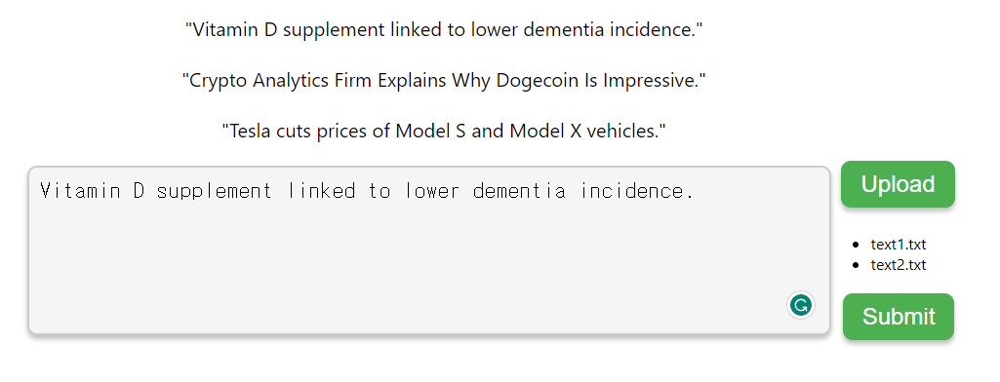 "Vitamin D supplement linked to lower dementia incidence."
"Crypto Analytics Firm Explains Why Dogecoin Is Impressive."
"Tesla cuts prices of Model S and Model X vehicles."
Vitamin D supplement linked to lower dementia incidence.
Upload
text1.txt
text2.txt
Submit